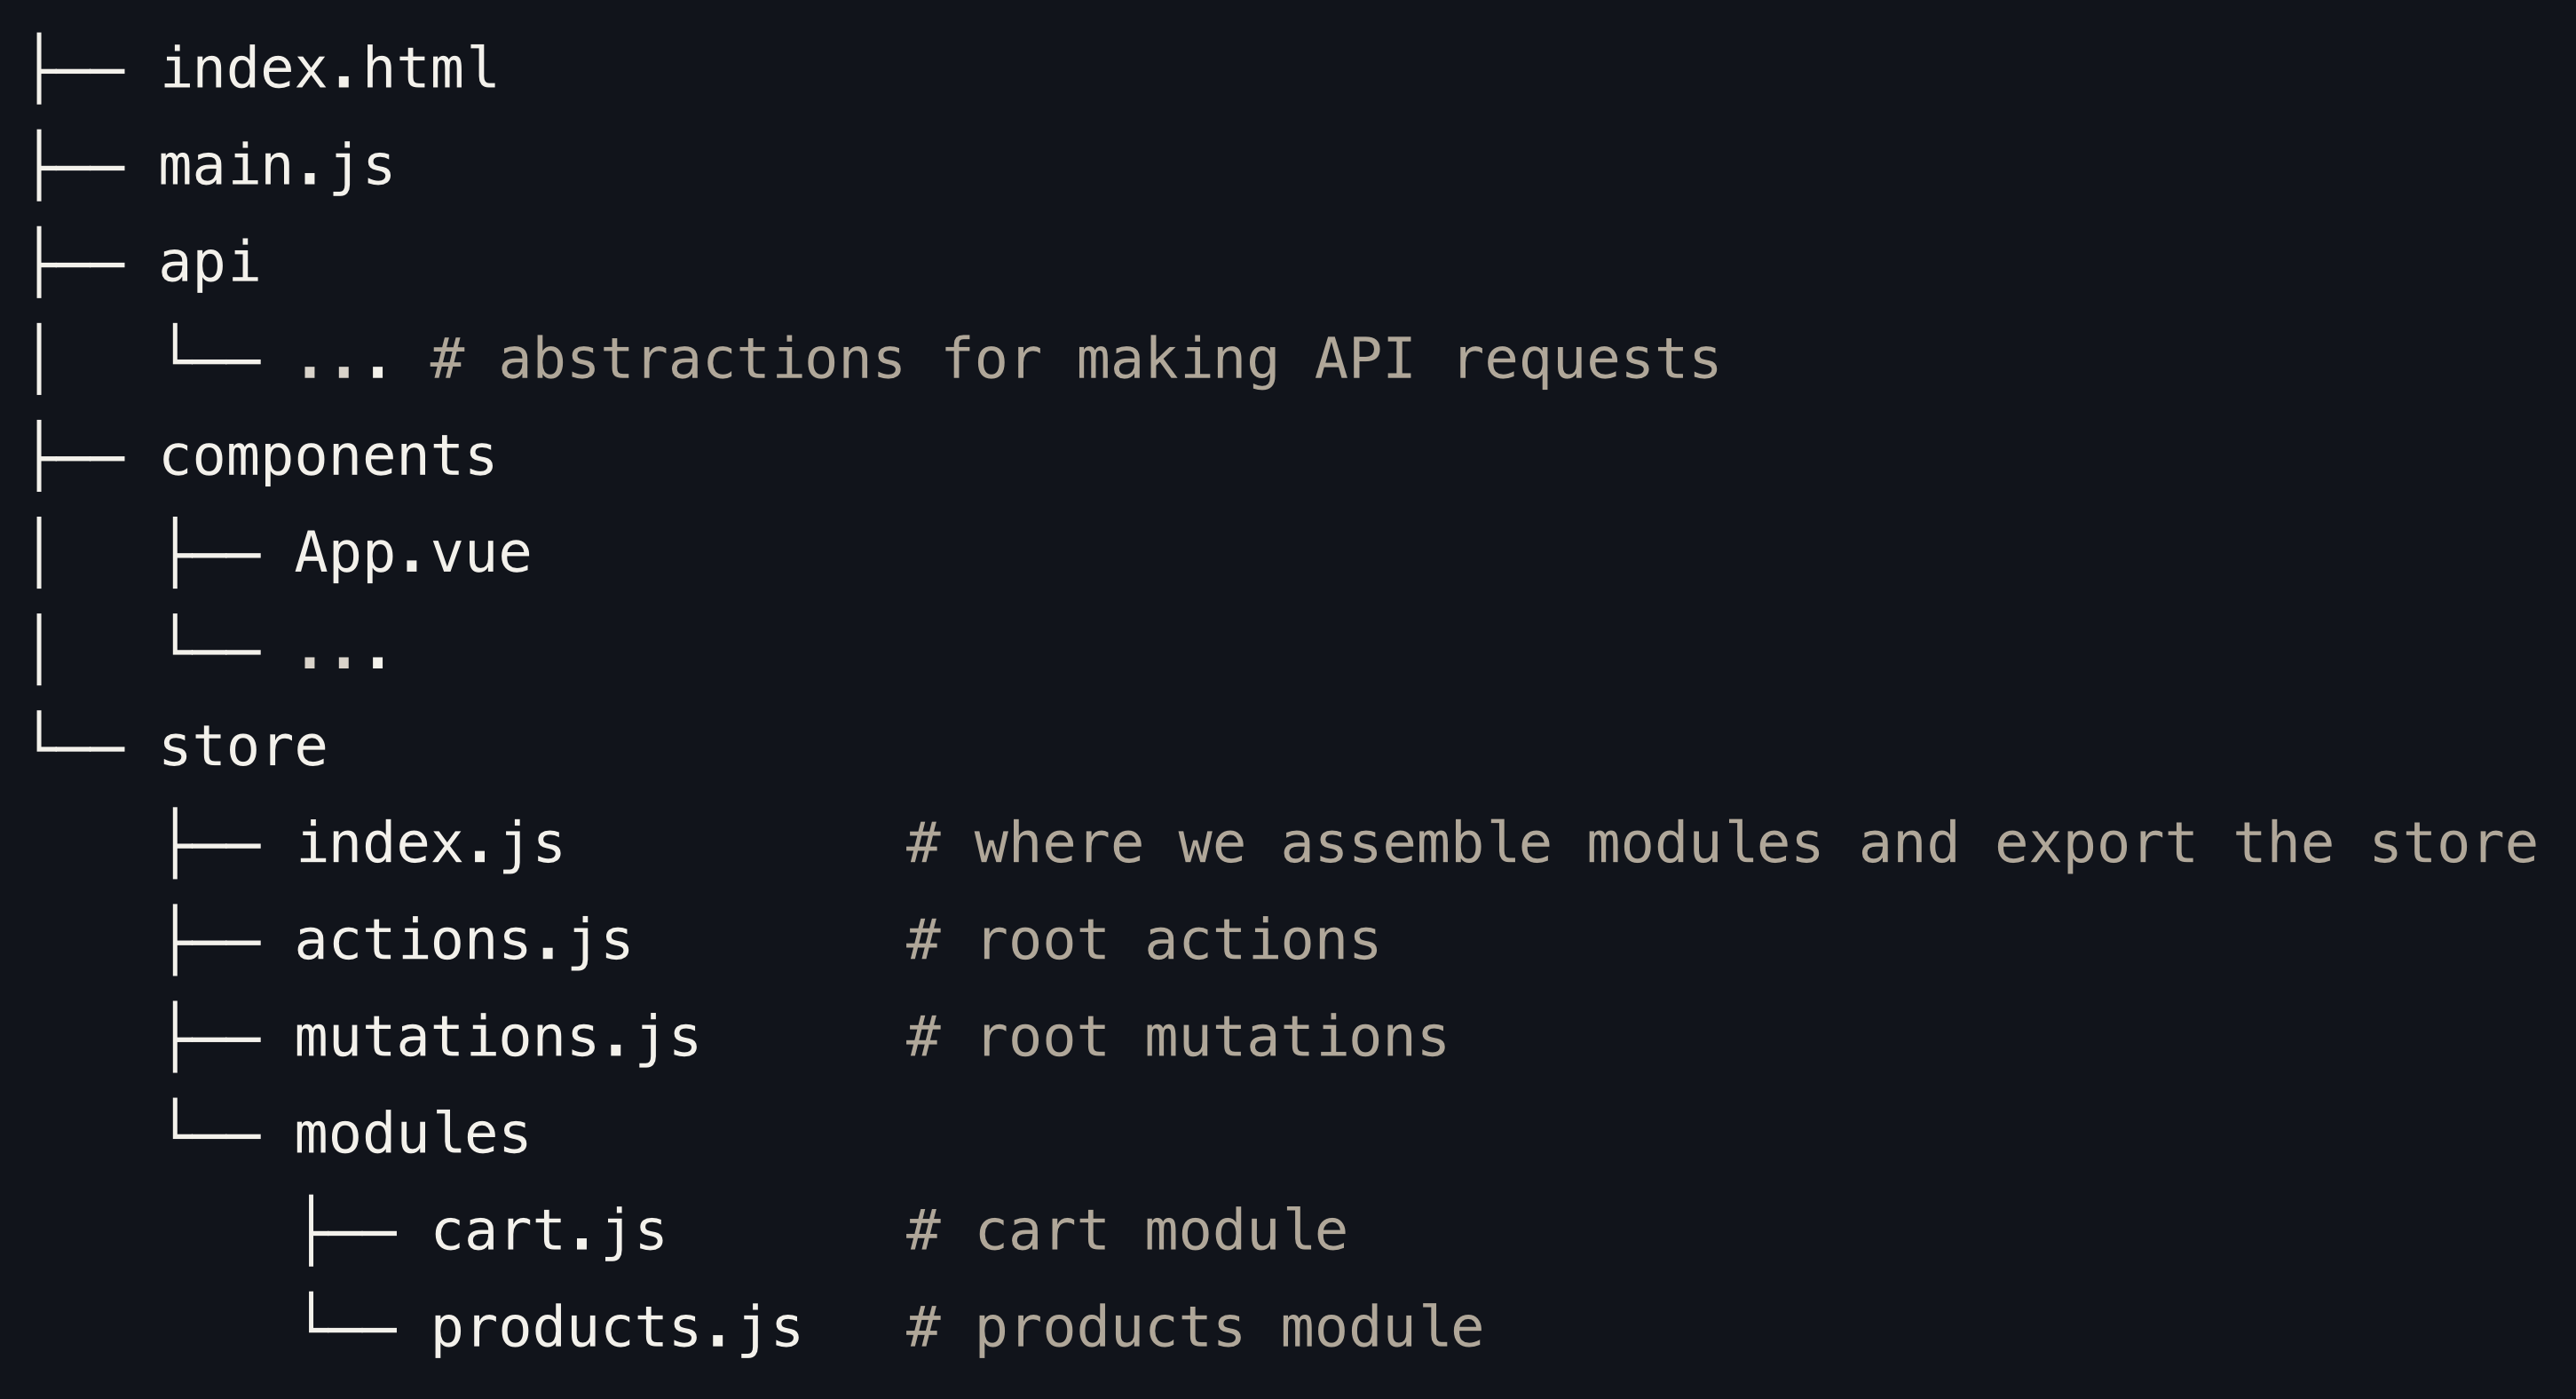 ├── index.html
├── main.js
├── api
│   └── ... # abstractions for making API requests
├── components
│   ├── App.vue
│   └── ...
└── store
    ├── index.js          # where we assemble modules and export the store
    ├── actions.js        # root actions
    ├── mutations.js      # root mutations
    └── modules
        ├── cart.js       # cart module
        └── products.js   # products module